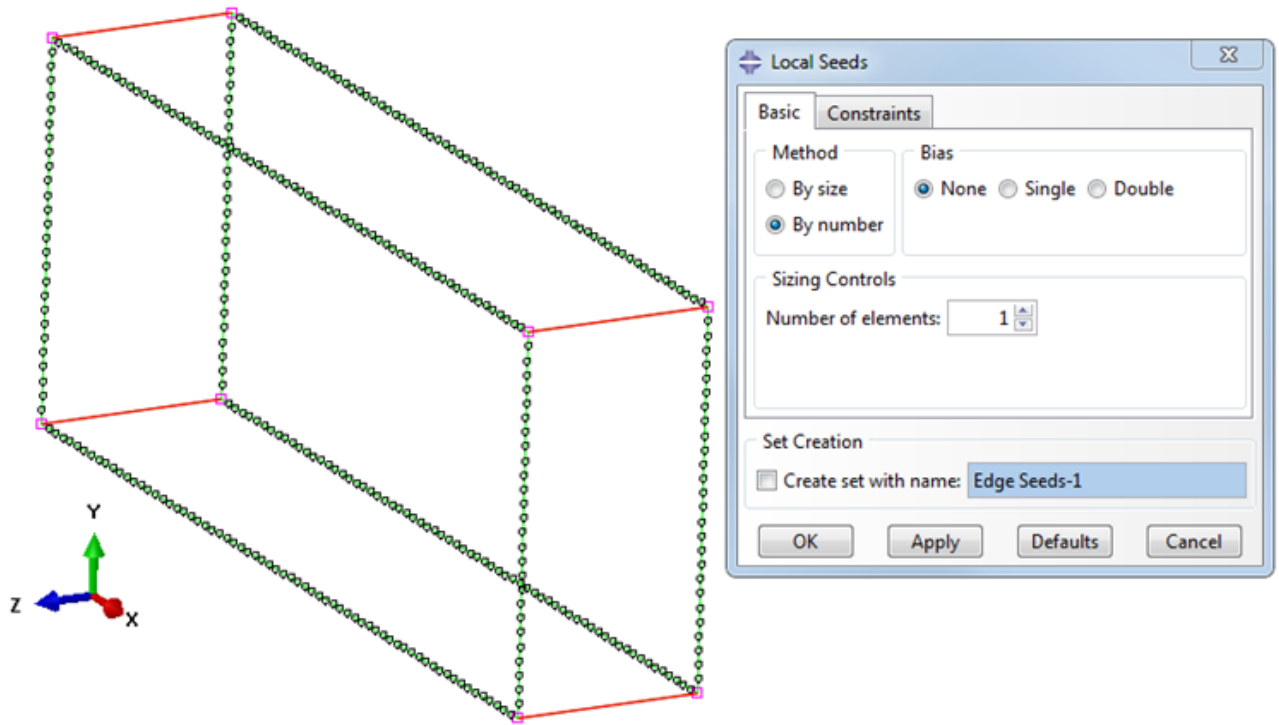 Local Seeds
Basic
Constraints
Method
Bias
By size
None
Single
Double
By number
Sizing Controls
Number of elements: 1
Set Creation
Create set with name: Edge Seeds-1
OK
Apply
Defaults
Cancel
Y
Z
X